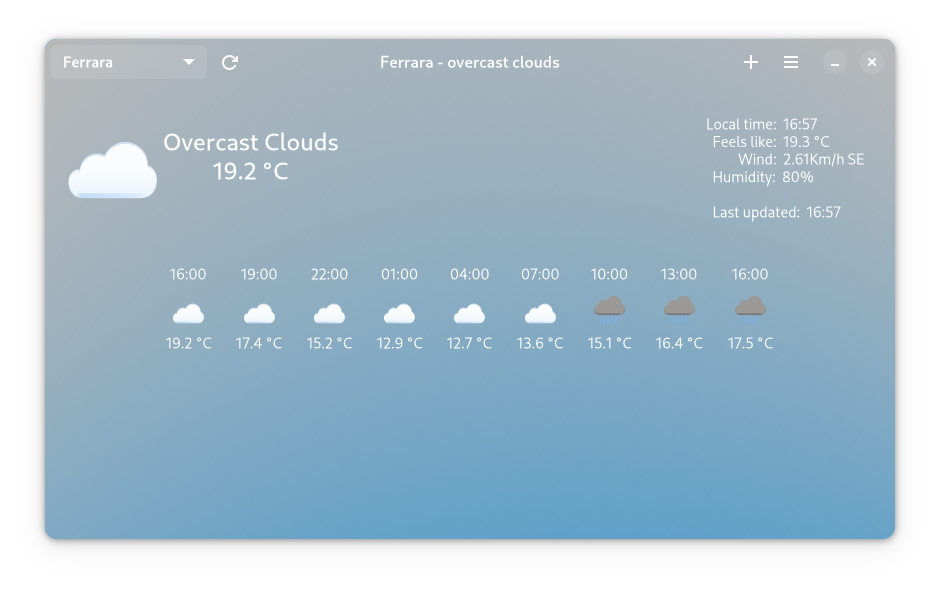 Ferrara
Ferrara - overcast clouds
Overcast Clouds
19.2 °C
Local time: 16:57
Feels like: 19.3 °C
Wind: 2.61Km/h SE
Humidity: 80%
Last updated: 16:57
16:00 19:00 22:00 01:00 04:00 07:00 10:00 13:00 16:00
19.2 °C 17.4 °C 15.2 °C 12.9 °C 12.7 °C 13.6 °C 15.1 °C 16.4 °C 17.5 °C